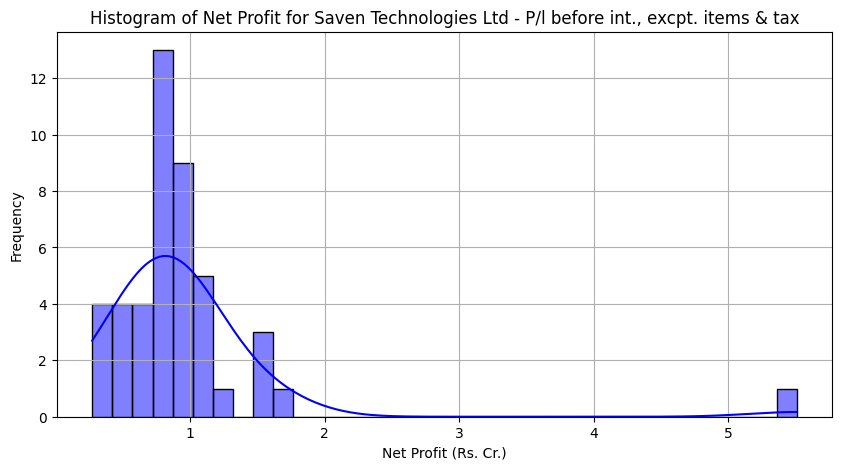 Histogram of Net Profit for Saven Technologies Ltd - P/l before int., excpt. items & tax
12
10
8
6
4
2
0
Frequency
1 2 3 4 5
Net Profit (Rs. Cr.)